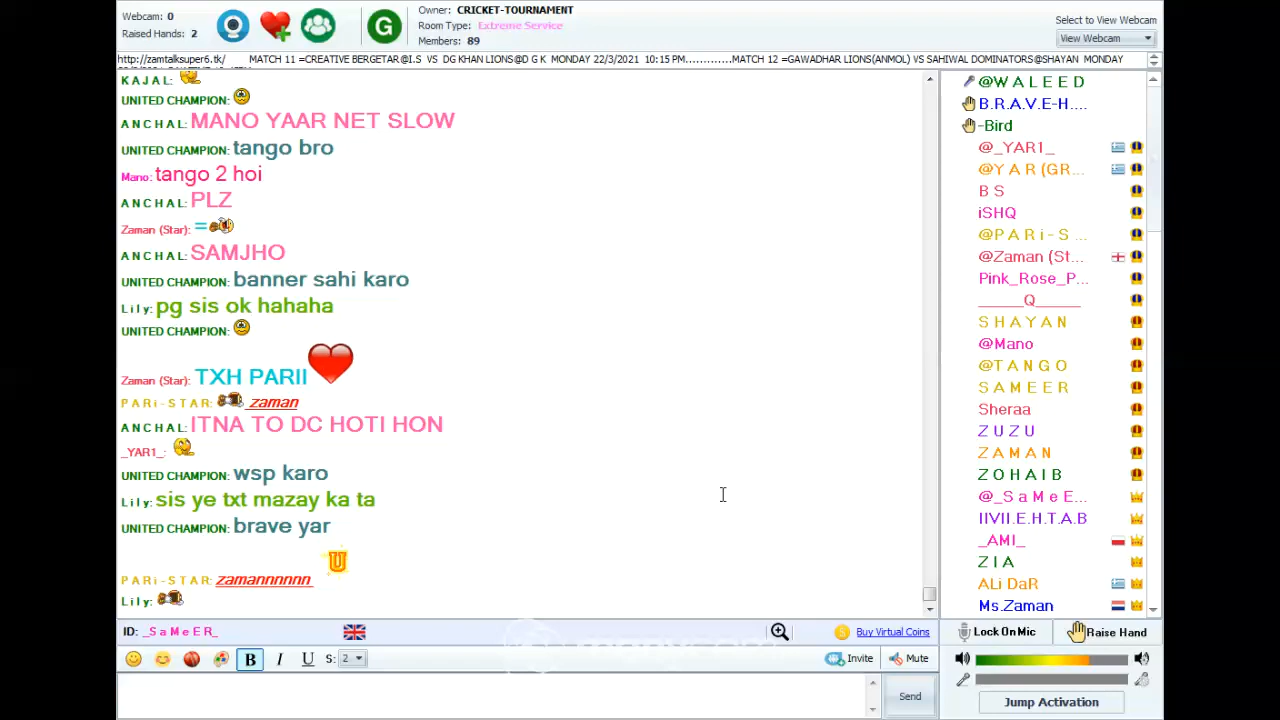 Webcam: 0
Raised Hands: 2
G
Owner: CRICKET-TOURNAMENT
Room Type: Extreme Service
Members: 89
Select to View Webcam
View Webcam
http://zamtalksuper6.tk/ MATCH 11 =CREATIVE BERGETAR@I.S VS DG KHAN LIONS@D G K MONDAY 22/3/2021 10:15 PM.............MATCH 12 =GAWADHAR LIONS(ANMOL) VS SAHIWAL DOMINATORS@SHAYAN MONDAY
KAJAL:
UNITED CHAMPION:
ANCHAL: MANO YAAR NET SLOW
UNITED CHAMPION: tango bro
Mano: tango 2 hoi
ANCHAL: PLZ
Zaman (Star): =
ANCHAL: SAMJHO
UNITED CHAMPION: banner sahi karo
Lily: pg sis ok hahaha
UNITED CHAMPION:
Zaman (Star): TXH PARII
PARi-STAR: zaman
ANCHAL: ITNA TO DC HOTI HON
_YAR1_:
UNITED CHAMPION: wsp karo
Lily: sis ye txt mazay ka ta
UNITED CHAMPION: brave yar
U
PARi-STAR: zamannnnnn
Lily:
@WALEED
B.R.A.V.E-H....
-Bird
@_YAR1_
@YAR(GR...
B S
iSHQ
@PARi-S...
@Zaman (St...
Pink_Rose_P...
_____Q_____
SHAYAN
@Mano
@TANGO
SAMEER
Sheraa
ZUZU
ZAMAN
ZOHAIB
@_SaMeE...
IIVII.E.H.T.A.B
_AMI_
ZIA
ALi DaR
Ms.Zaman
ID: _SaMeER_
Buy Virtual Coins
Lock On Mic
Raise Hand
B I U S: 2
Invite
Mute
Send
Jump Activation